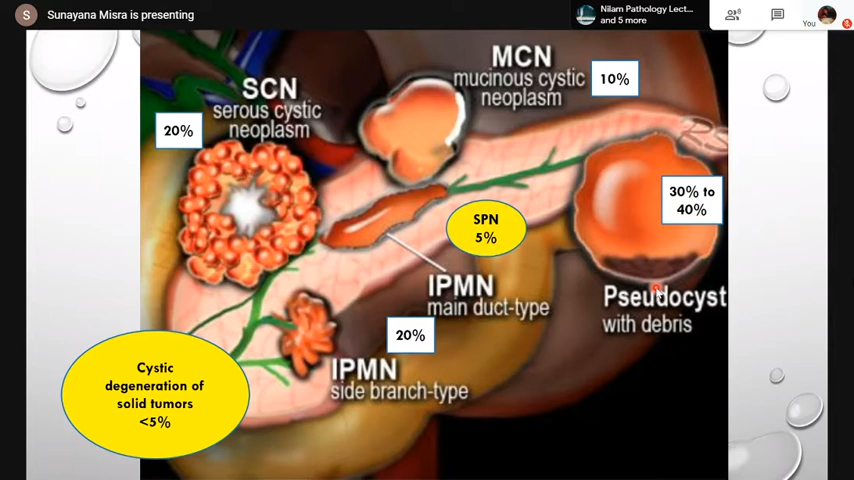 S Sunayana Misra is presenting
Nilam Pathology Lect...
and 5 more
8
You
SCN
serous cystic
neoplasm
20%
MCN
mucinous cystic
neoplasm
10%
RS
30% to
40%
SPN
5%
IPMN
main duct-type
Pseudocyst
with debris
20%
IPMN
side branch-type
Cystic
degeneration of
solid tumors
<5%